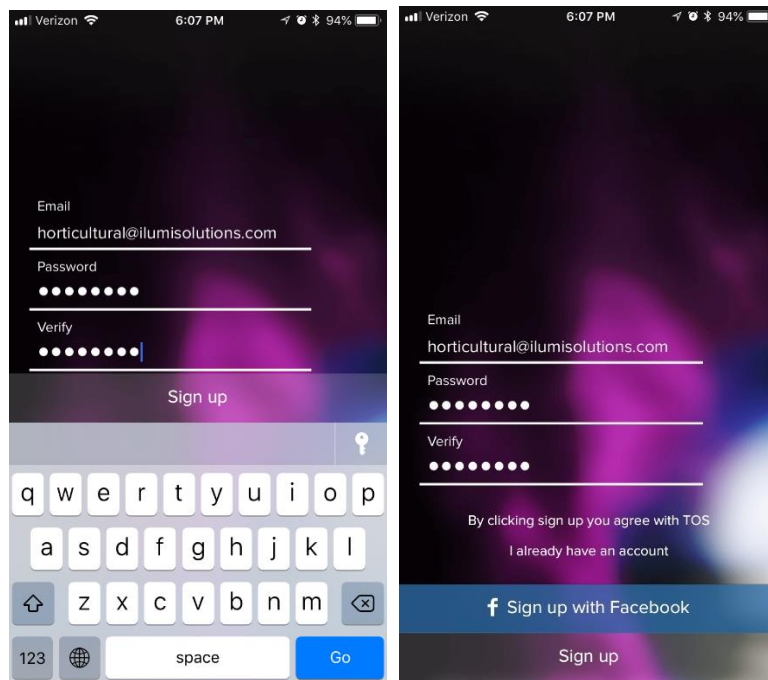 Verizon 6:07 PM 94%
Email
horticultural@ilumisolutions.com
Password
●●●●●●●●
Verify
●●●●●●●●
Sign up
q w e r t y u i o p
a s d f g h j k l
z x c v b n m
123 space Go
Verizon 6:07 PM 94%
Email
horticultural@ilumisolutions.com
Password
●●●●●●●●
Verify
●●●●●●●●
By clicking sign up you agree with TOS
I already have an account
f Sign up with Facebook
Sign up